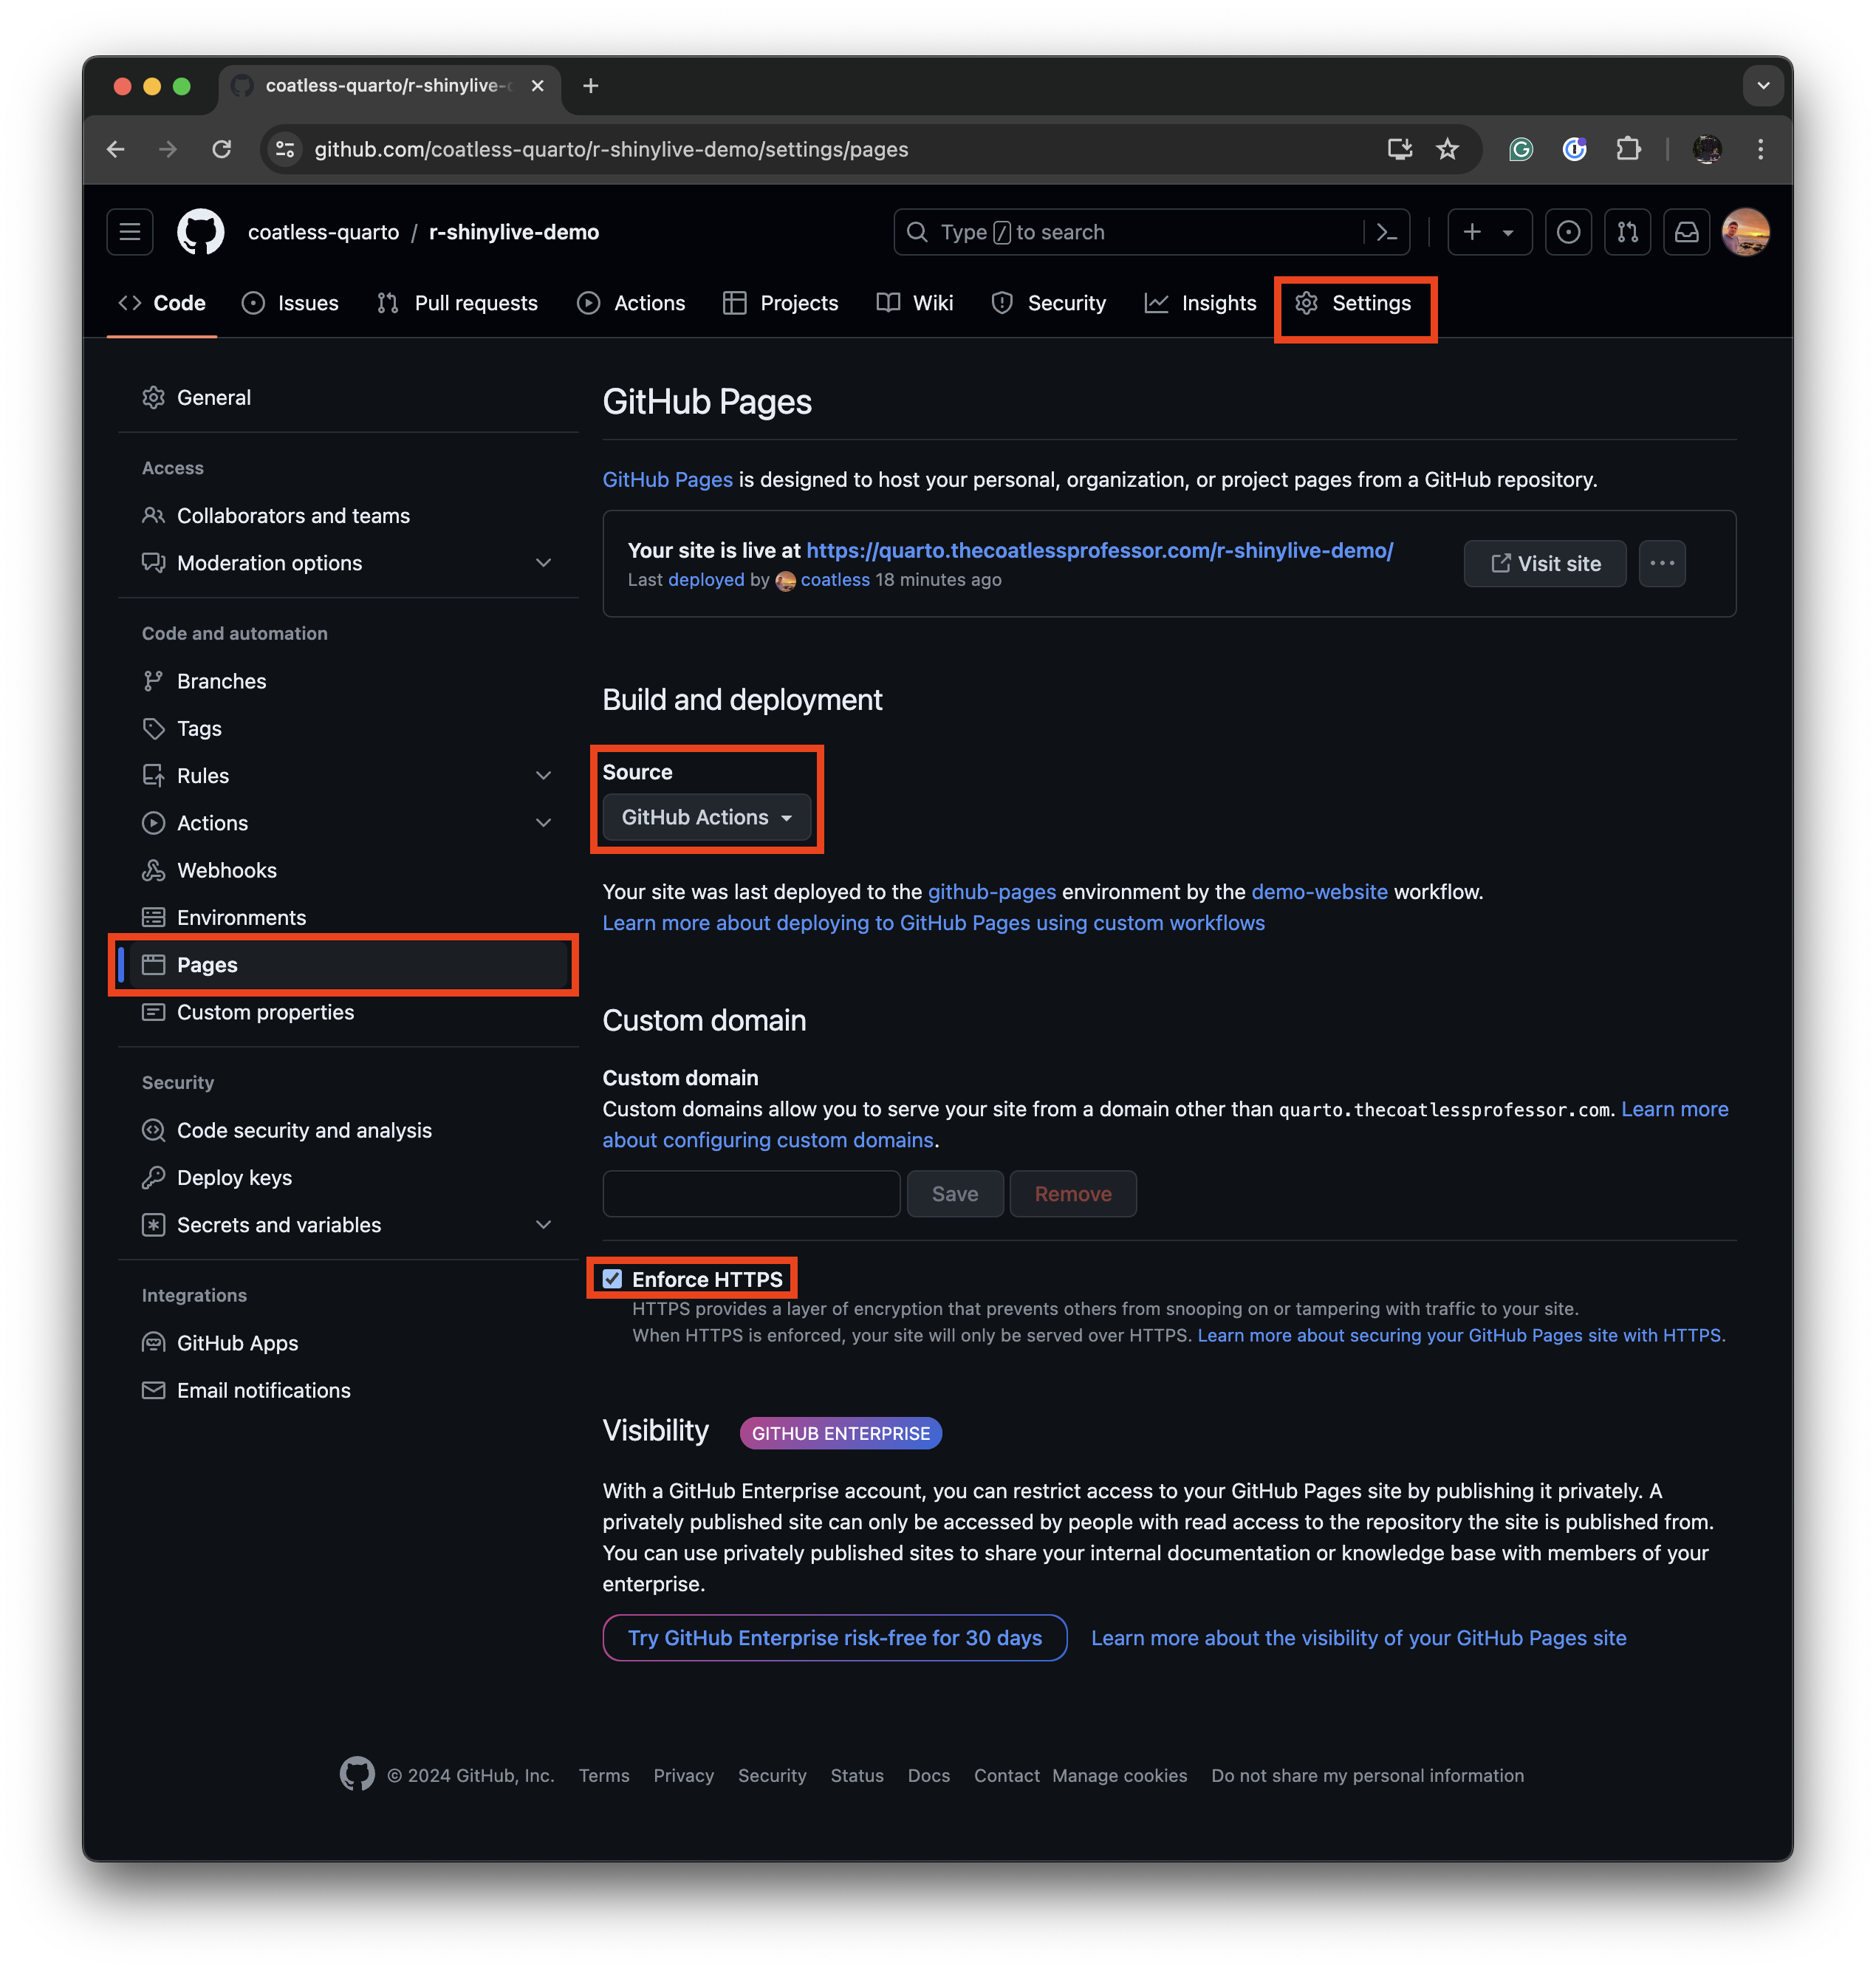 coatless-quarto/r-shinylive-
github.com/coatless-quarto/r-shinylive-demo/settings/pages
coatless-quarto / r-shinylive-demo
Type / to search
Code
Issues
Pull requests
Actions
Projects
Wiki
Security
Insights
Settings
General
Access
Collaborators and teams
Moderation options
Code and automation
Branches
Tags
Rules
Actions
Webhooks
Environments
Pages
Custom properties
Security
Code security and analysis
Deploy keys
Secrets and variables
Integrations
GitHub Apps
Email notifications
GitHub Pages
GitHub Pages is designed to host your personal, organization, or project pages from a GitHub repository.
Your site is live at https://quarto.thecoatlessprofessor.com/r-shinylive-demo/
Last deployed by coatless 18 minutes ago
Visit site
Build and deployment
Source
GitHub Actions
Your site was last deployed to the github-pages environment by the demo-website workflow.
Learn more about deploying to GitHub Pages using custom workflows
Custom domain
Custom domain
Custom domains allow you to serve your site from a domain other than quarto.thecoatlessprofessor.com. Learn more
about configuring custom domains.
Save
Remove
Enforce HTTPS
HTTPS provides a layer of encryption that prevents others from snooping on or tampering with traffic to your site.
When HTTPS is enforced, your site will only be served over HTTPS. Learn more about securing your GitHub Pages site with HTTPS.
Visibility
GITHUB ENTERPRISE
With a GitHub Enterprise account, you can restrict access to your GitHub Pages site by publishing it privately. A
privately published site can only be accessed by people with read access to the repository the site is published from.
You can use privately published sites to share your internal documentation or knowledge base with members of your
enterprise.
Try GitHub Enterprise risk-free for 30 days
Learn more about the visibility of your GitHub Pages site
© 2024 GitHub, Inc.
Terms
Privacy
Security
Status
Docs
Contact
Manage cookies
Do not share my personal information